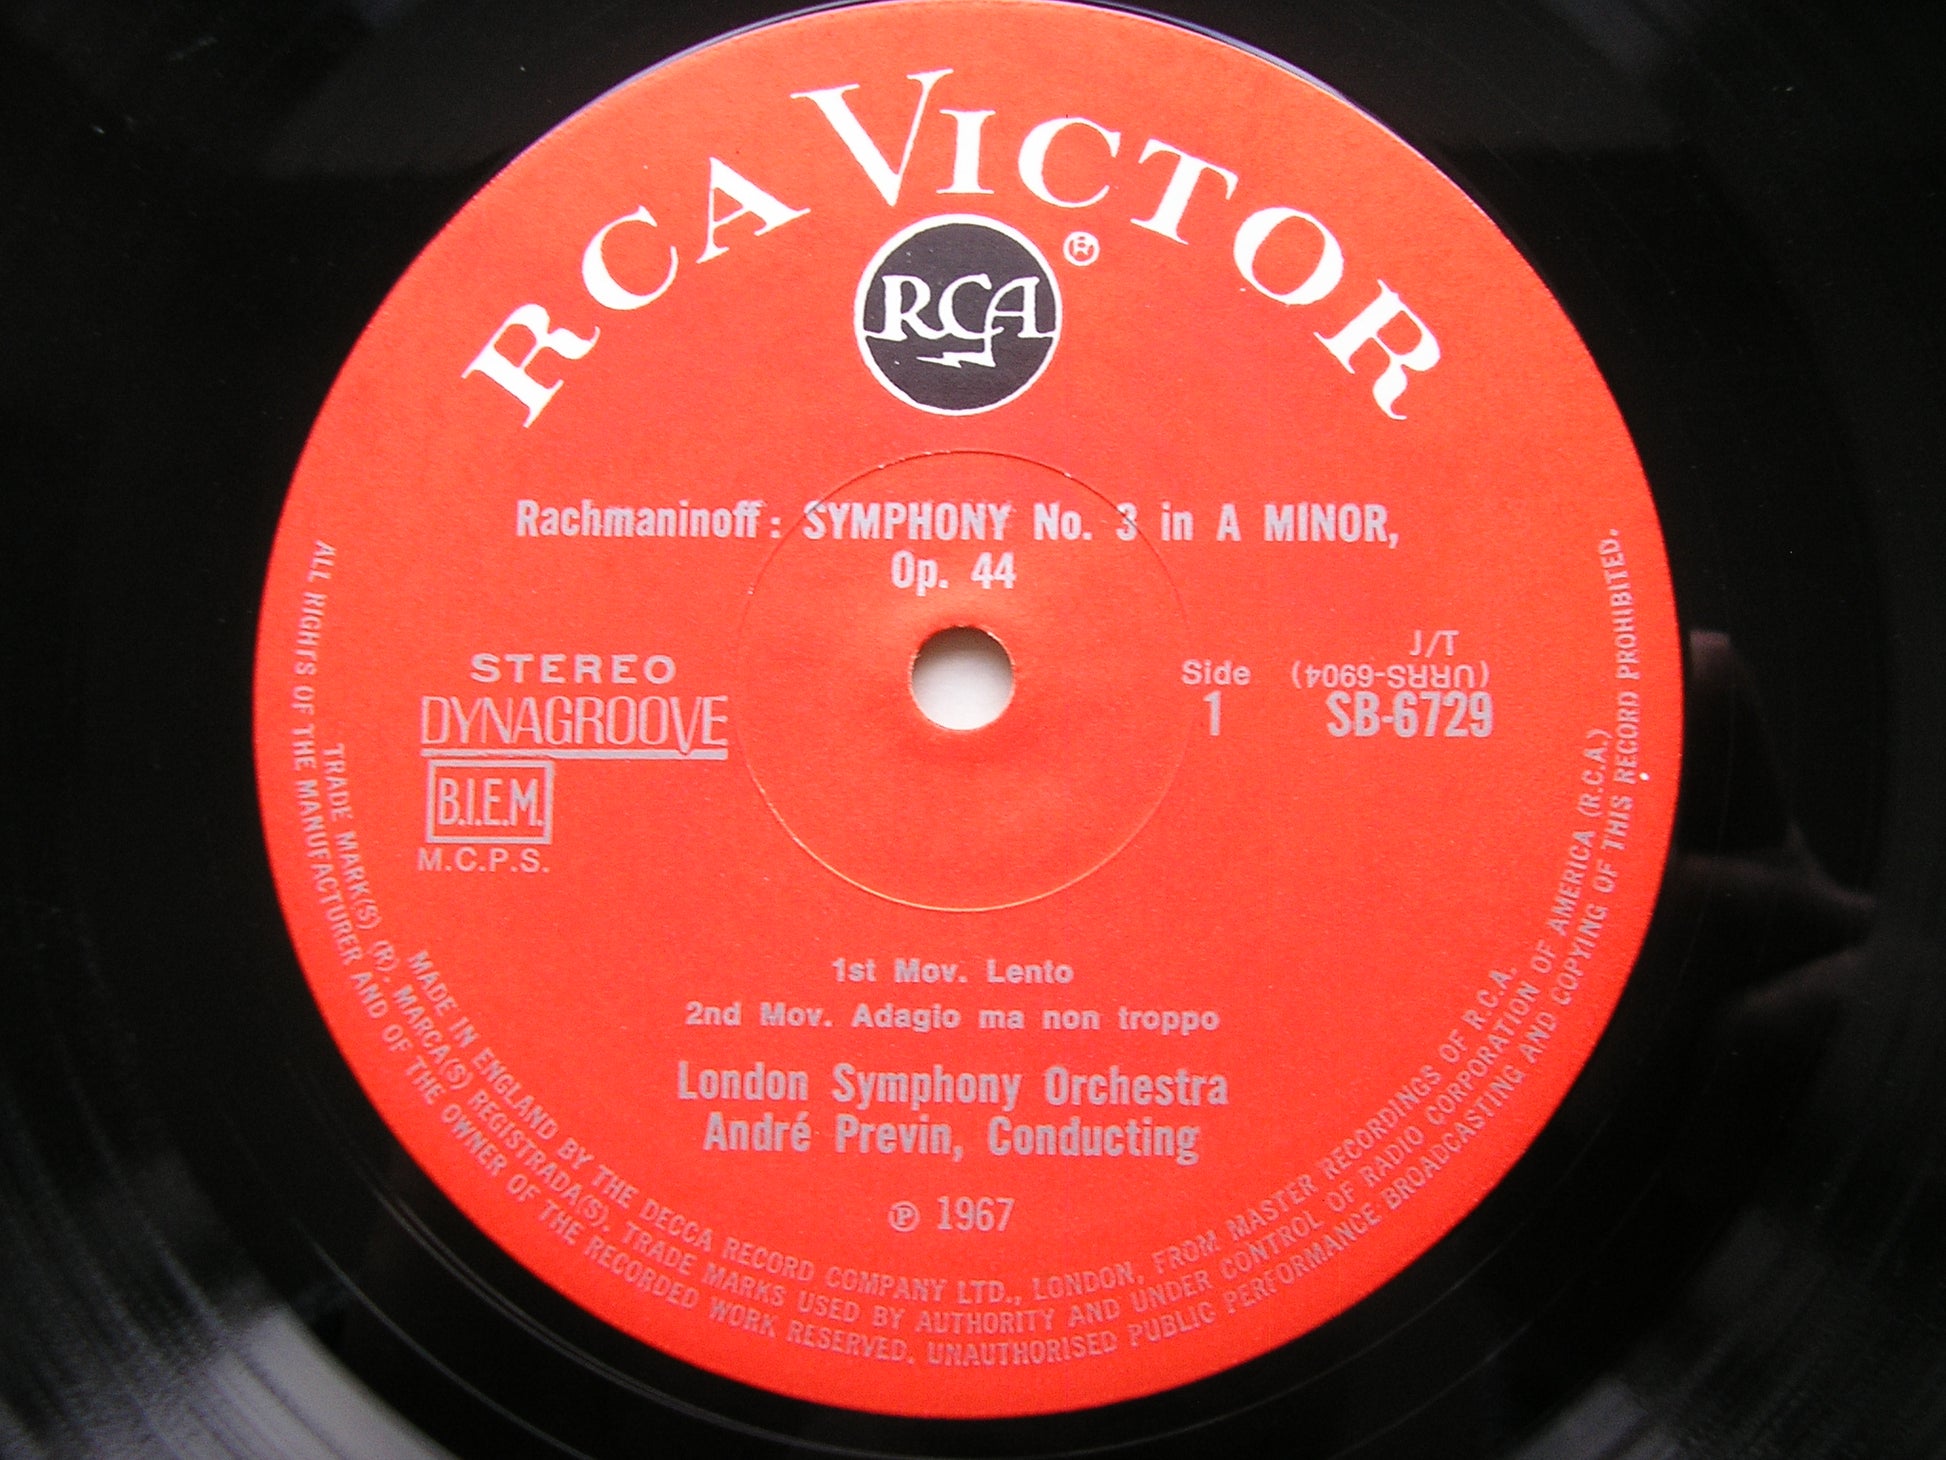 RCA VICTOR
RCA ®
Rachmaninoff: SYMPHONY No. 3 in A MINOR,
Op. 44
STEREO
DYNAGROOVE
B.I.E.M.
M.C.P.S.
J/T
(URRS-6904)
Side
1
SB-6729
1st Mov. Lento
2nd Mov. Adagio ma non troppo
London Symphony Orchestra
André Previn, Conducting
℗ 1967
MADE IN ENGLAND BY THE DECCA RECORD COMPANY LTD., LONDON, FROM MASTER RECORDINGS OF R.C.A.
TRADE MARK(S) (R). MARCA(S) REGISTRADA(S). TRADE MARKS USED BY AUTHORITY AND UNDER CONTROL OF RADIO CORPORATION OF AMERICA (R.C.A.)
ALL RIGHTS OF THE MANUFACTURER AND OF THE OWNER OF THE RECORDED WORK RESERVED. UNAUTHORISED PUBLIC PERFORMANCE BROADCASTING AND COPYING OF THIS RECORD PROHIBITED.